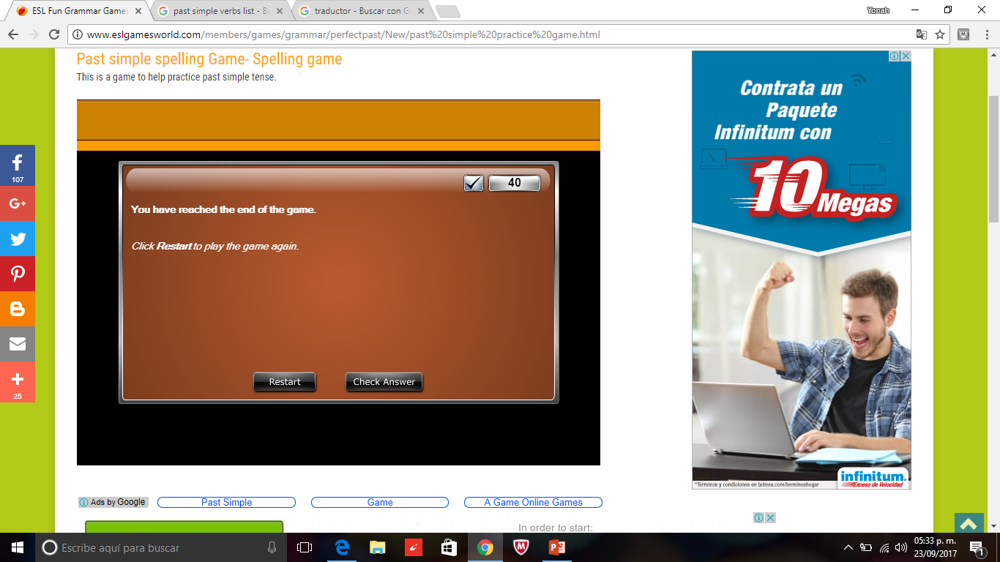 ESL Fun Grammar Games
past simple verbs list - Bu
traductor - Buscar con Go
Yonah
www.eslgamesworld.com/members/games/grammar/perfectpast/New/past%20simple%20practice%20game.html
Past simple spelling Game- Spelling game
This is a game to help practice past simple tense.
107
G+
25
40
You have reached the end of the game.
Click Restart to play the game again.
Restart
Check Answer
Contrata un
Paquete
Infinitum con
10 Megas
*Términos y condiciones en telmex.com/terminoshogar
infinitum.
Exceso de Velocidad
Ads by Google
Past Simple
Game
A Game Online Games
In order to start:
Escribe aquí para buscar
05:33 p. m.
23/09/2017
1